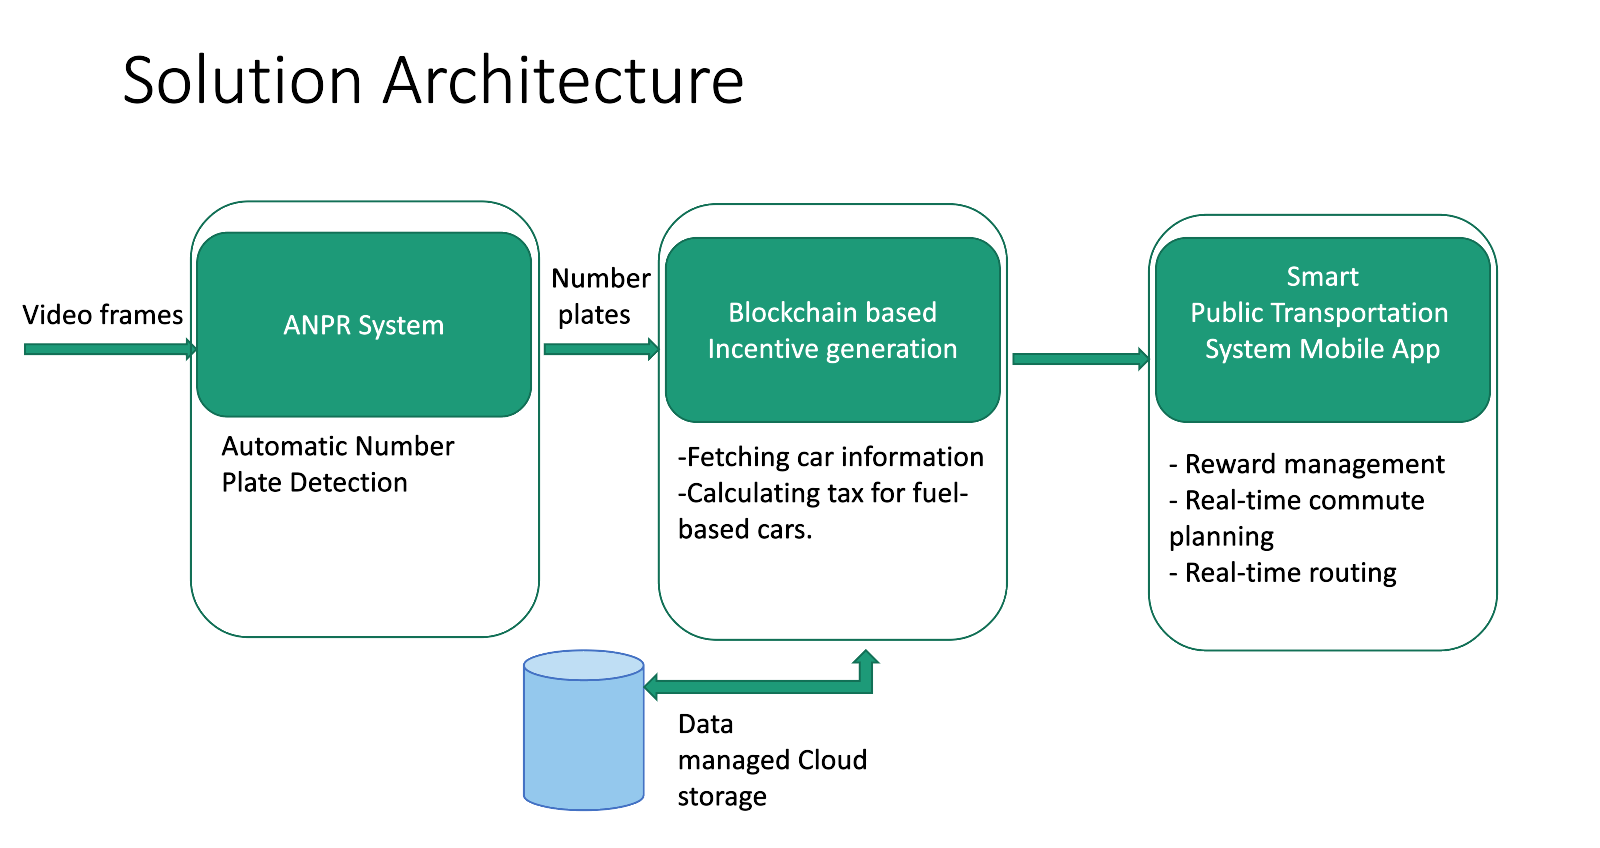 Solution Architecture
Video frames
ANPR System
Automatic Number
Plate Detection
Number
plates
Blockchain based
Incentive generation
-Fetching car information
-Calculating tax for fuel-
based cars.
Smart
Public Transportation
System Mobile App
- Reward management
- Real-time commute
planning
- Real-time routing
Data
managed Cloud
storage